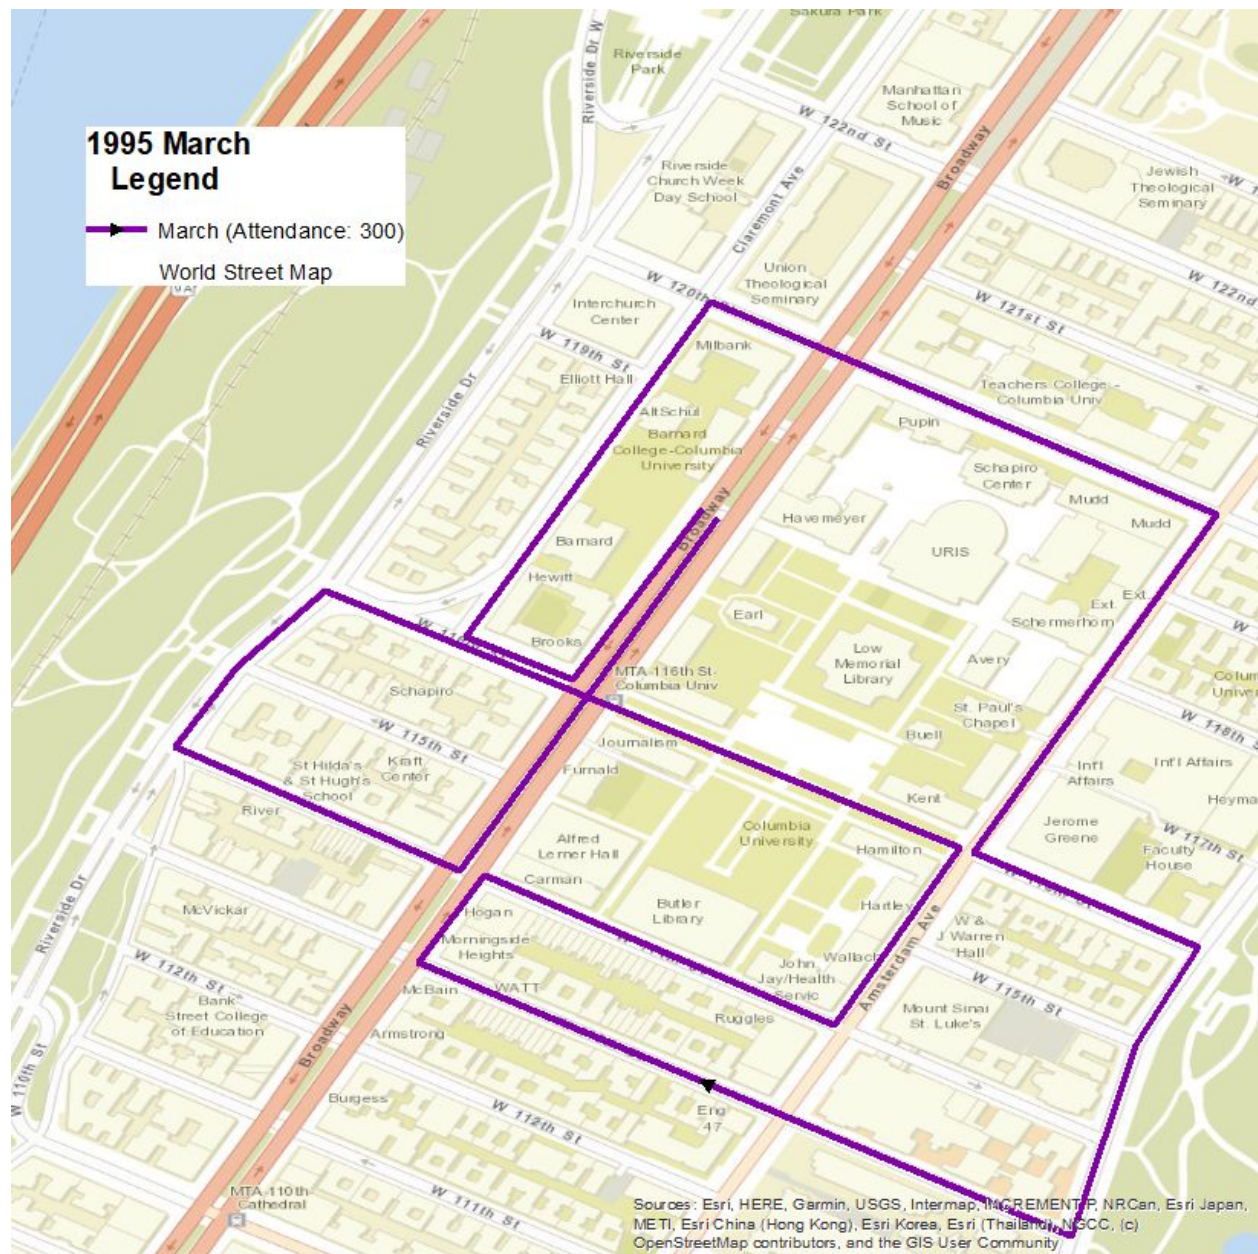 Sakura Park
Riverside Dr W
Riverside
Park
Manhattan
School of
Music
W 122nd St
Broadway
1995 March
Legend
March (Attendance: 300)
World Street Map
9A
Riverside
Church Week
Day School
Claremont Ave
Jewish
Theological
Seminary
Union
Theological
Seminary
W 120th
W 121st St
W 122nd
Interchurch
Center
W 119th St
Milbank
Elliott Hall
Riverside Dr
Teachers College -
Columbia Univ
AltSchul
Barnard
College-Columbia
University
Pupin
Schapiro
Center
Mudd
Mudd
Broadway
Havemeyer
URIS
Barnard
Hewitt
Brooks
Earl
Ext.
Ext.
Schermerhorn
Low
Memorial
Library
Avery
MTA-116th St-
Columbia Univ
Schapiro
St. Paul's
Chapel
W 118th St
W 115th St
Journalism
Buell
Furnald
Kraft
Center
St Hilda's
& St Hugh's
School
Int'l
Affairs
Int'l Affairs
River
Kent
Heyma
Columbia
University
Jerome
Greene
W 117th St
Faculty
House
Alfred
Lerner Hall
Hamilton
Carman
Butler
Library
Hartley
McVickar
Hogan
Riverside Dr
Morningside
Heights
W &
J Warren
Hall
Amsterdam Ave
W 112th St
McBain
WATT
John
Jay/Health
Servic
Wallach
W 115th St
Bank
Street College
of Education
Ruggles
Mount Sinai
St. Luke's
Armstrong
Broadway
W 110th St
Burgess
W 112th St
Eng
47
MTA-110th
Cathedral
W 111th St
Sources: Esri, HERE, Garmin, USGS, Intermap, INCREMENT P, NRCan, Esri Japan,
METI, Esri China (Hong Kong), Esri Korea, Esri (Thailand), NGCC, (c)
OpenStreetMap contributors, and the GIS User Community